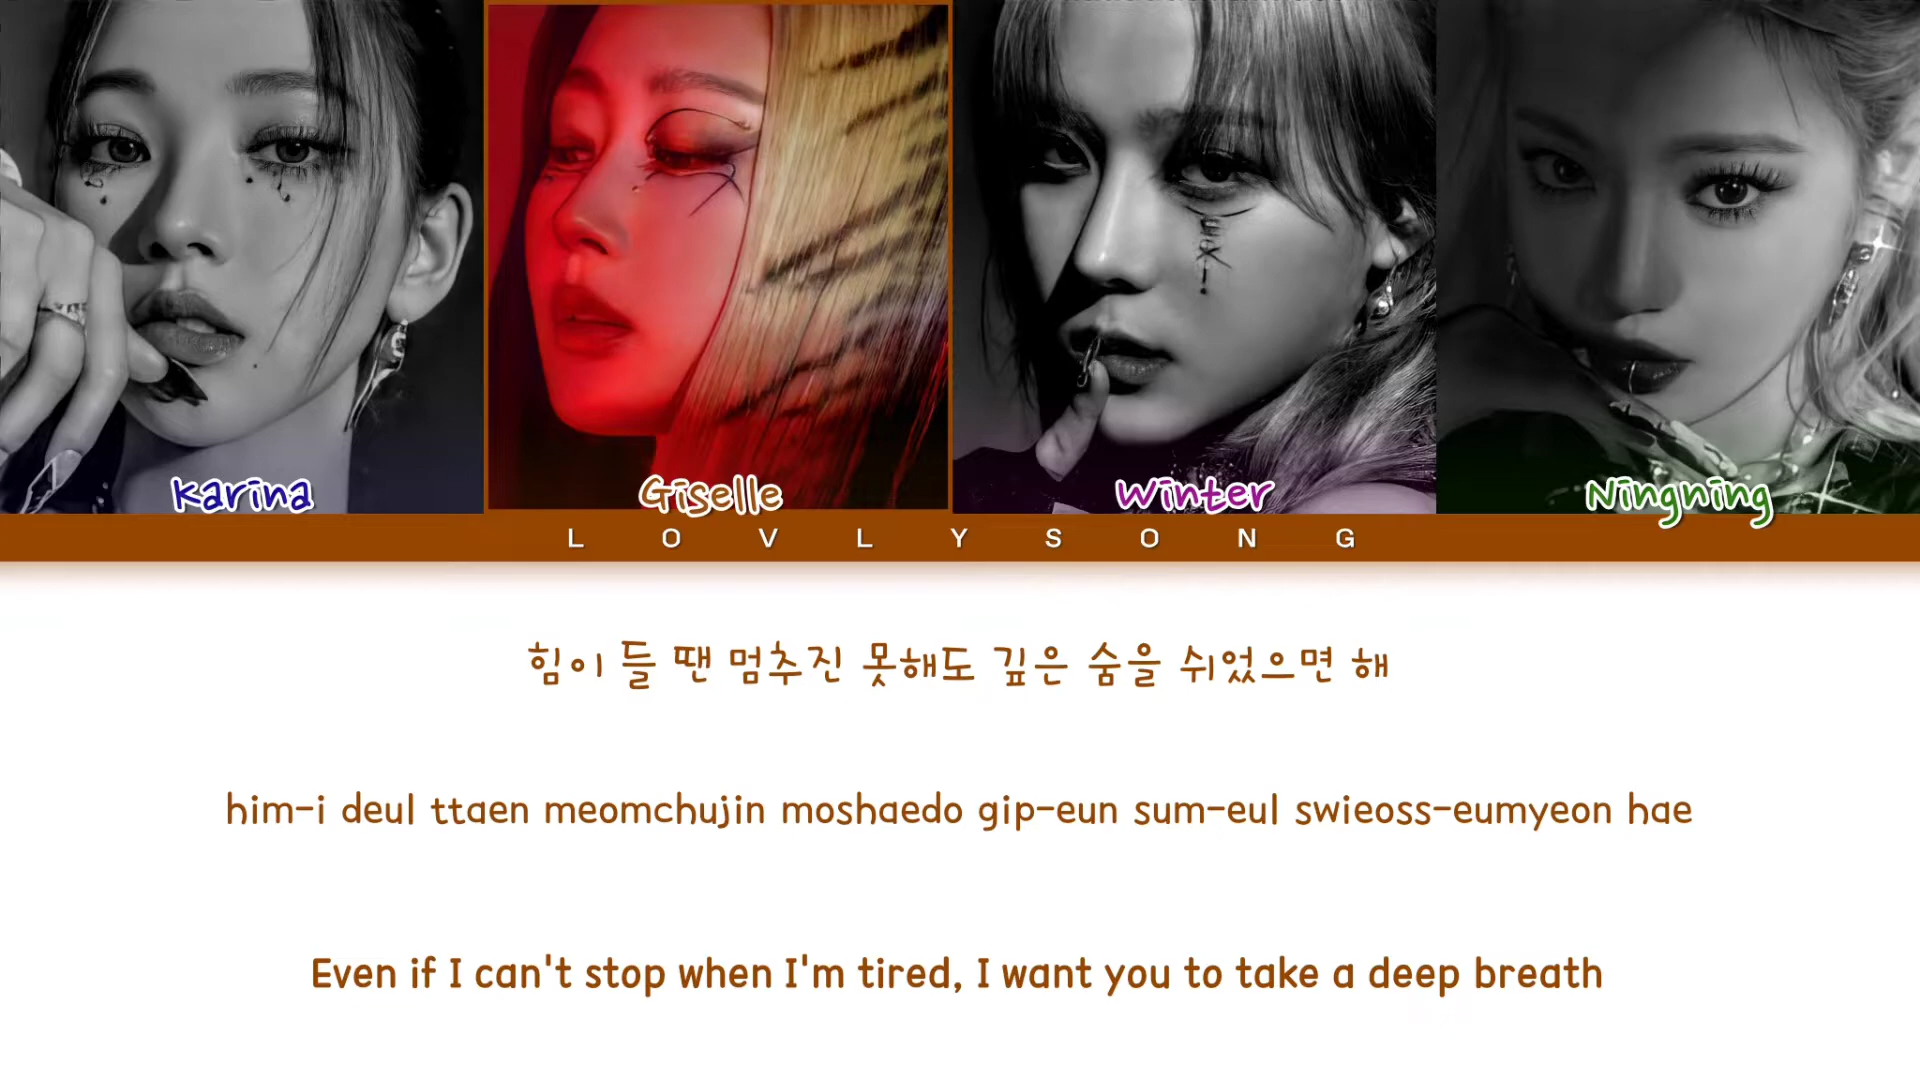 Karina
Giselle
Winter
Ningning
LOVLYSONG
힘이 들 땐 멈추진 못해도 깊은 숨을 쉬었으면 해
him-i deul ttaen meomchujin moshaedo gip-eun sum-eul swieoss-eumyeon hae
Even if I can't stop when I'm tired, I want you to take a deep breath